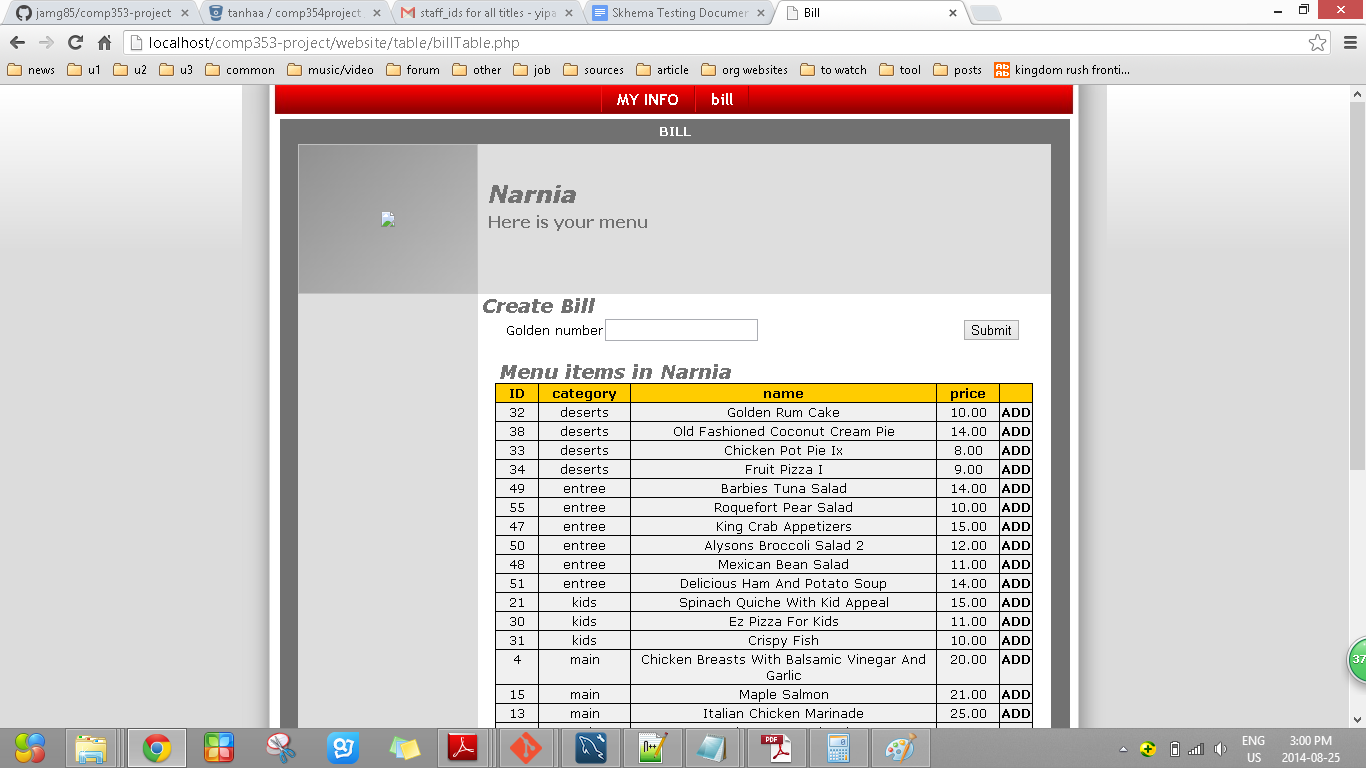 jamg85/comp353-project
tanhaa / comp354project
staff_ids for all titles - yipa
Skhema Testing Documer
Bill
localhost/comp353-project/website/table/billTable.php
news u1 u2 u3 common music/video forum other job sources article org websites to watch tool posts kingdom rush fronti...
MY INFO bill
BILL
Narnia
Here is your menu
Create Bill
Golden number Submit
Menu items in Narnia
ID category name price
32 deserts Golden Rum Cake 10.00 ADD
38 deserts Old Fashioned Coconut Cream Pie 14.00 ADD
33 deserts Chicken Pot Pie Ix 8.00 ADD
34 deserts Fruit Pizza I 9.00 ADD
49 entree Barbies Tuna Salad 14.00 ADD
55 entree Roquefort Pear Salad 10.00 ADD
47 entree King Crab Appetizers 15.00 ADD
50 entree Alysons Broccoli Salad 2 12.00 ADD
48 entree Mexican Bean Salad 11.00 ADD
51 entree Delicious Ham And Potato Soup 14.00 ADD
21 kids Spinach Quiche With Kid Appeal 15.00 ADD
30 kids Ez Pizza For Kids 11.00 ADD
31 kids Crispy Fish 10.00 ADD
4 main Chicken Breasts With Balsamic Vinegar And 20.00 ADD
Garlic
15 main Maple Salmon 21.00 ADD
13 main Italian Chicken Marinade 25.00 ADD
37
ENG 3:00 PM
US 2014-08-25